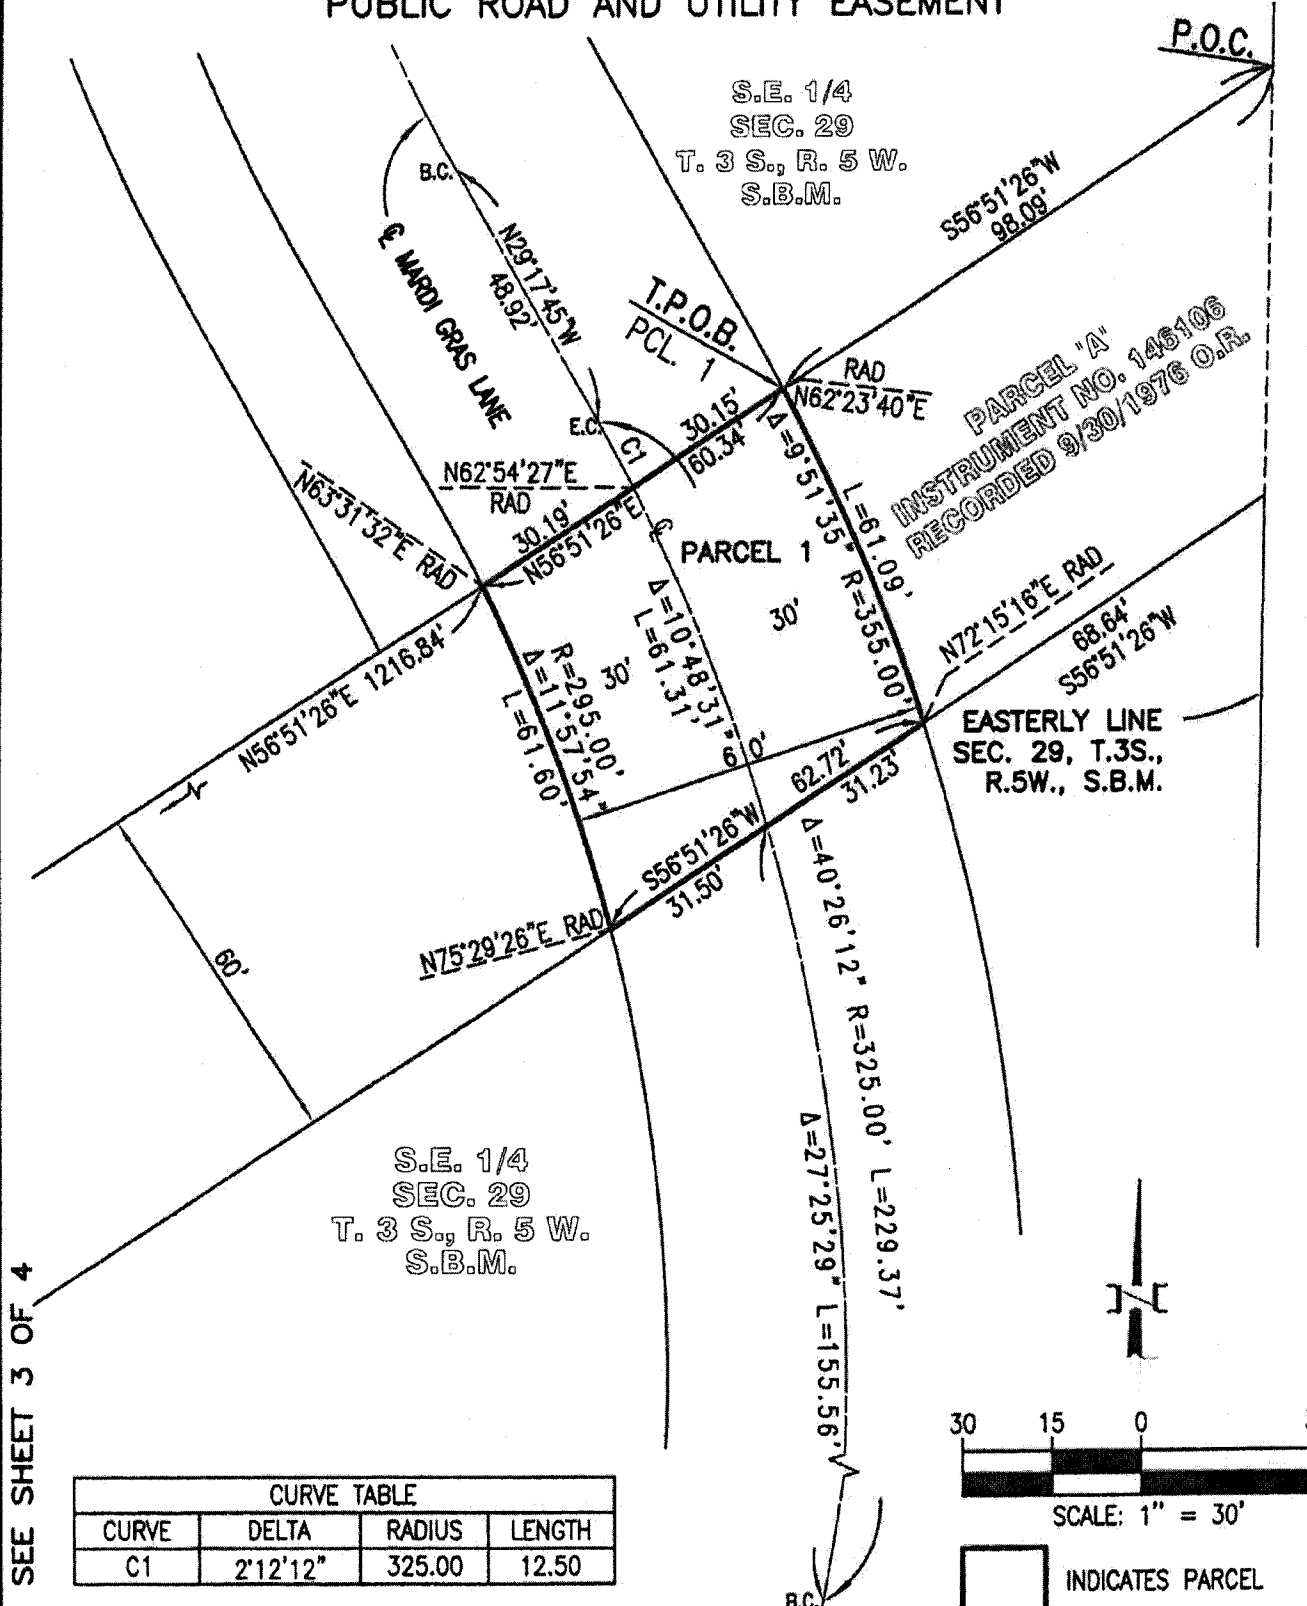 PUBLIC ROAD AND UTILITY EASEMENT
P.O.C.
S.E. 1/4
SEC. 29
T. 3 S., R. 5 W.
S.B.M.
B.C.
S56°51'26"W
98.09'
N29°17'45"W
48.92'
℄ MARDI GRAS LANE
T.P.O.B.
PCL. 1
RAD
N62°23'40"E
PARCEL "A"
INSTRUMENT NO. 146106
RECORDED 9/30/1976 O.R.
E.C.
C1
30.15'
60.34'
N62°54'27"E
RAD
N63°31'32"E RAD
30.19'
N56°51'26"E
℄
PARCEL 1
Δ=9°51'35" R=355.00'
L=61.09'
30'
30'
Δ=10°48'31"
L=61.31'
R=295.00'
Δ=11°57'54"
L=61.60'
N56°51'26"E 1216.84'
N72°15'16"E RAD
68.64'
S56°51'26"W
EASTERLY LINE
SEC. 29, T.3S.,
R.5W., S.B.M.
60'
62.72'
31.23'
S56°51'26"W
31.50'
N75°29'26"E RAD
60'
Δ=40°26'12" R=325.00' L=229.37'
Δ=27°25'29" L=155.56'
S.E. 1/4
SEC. 29
T. 3 S., R. 5 W.
S.B.M.
SEE SHEET 3 OF 4
30 15 0
SCALE: 1" = 30'
CURVE TABLE
CURVE DELTA RADIUS LENGTH
C1 2°12'12" 325.00 12.50
INDICATES PARCEL
B.C.